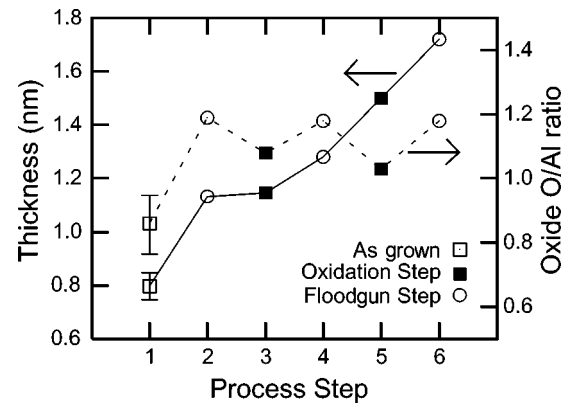 1.8
1.6
1.4
1.2
1.0
0.8
0.6
Thickness (nm)
1.4
1.2
1.0
0.8
0.6
Oxide O/Al ratio
As grown
Oxidation Step
Floodgun Step
1 2 3 4 5 6
Process Step